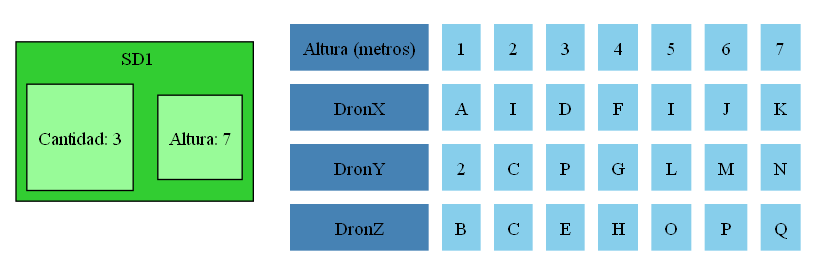 SD1
Cantidad: 3 Altura: 7
Altura (metros) 1 2 3 4 5 6 7
DronX A I D F I J K
DronY 2 C P G L M N
DronZ B C E H O P Q